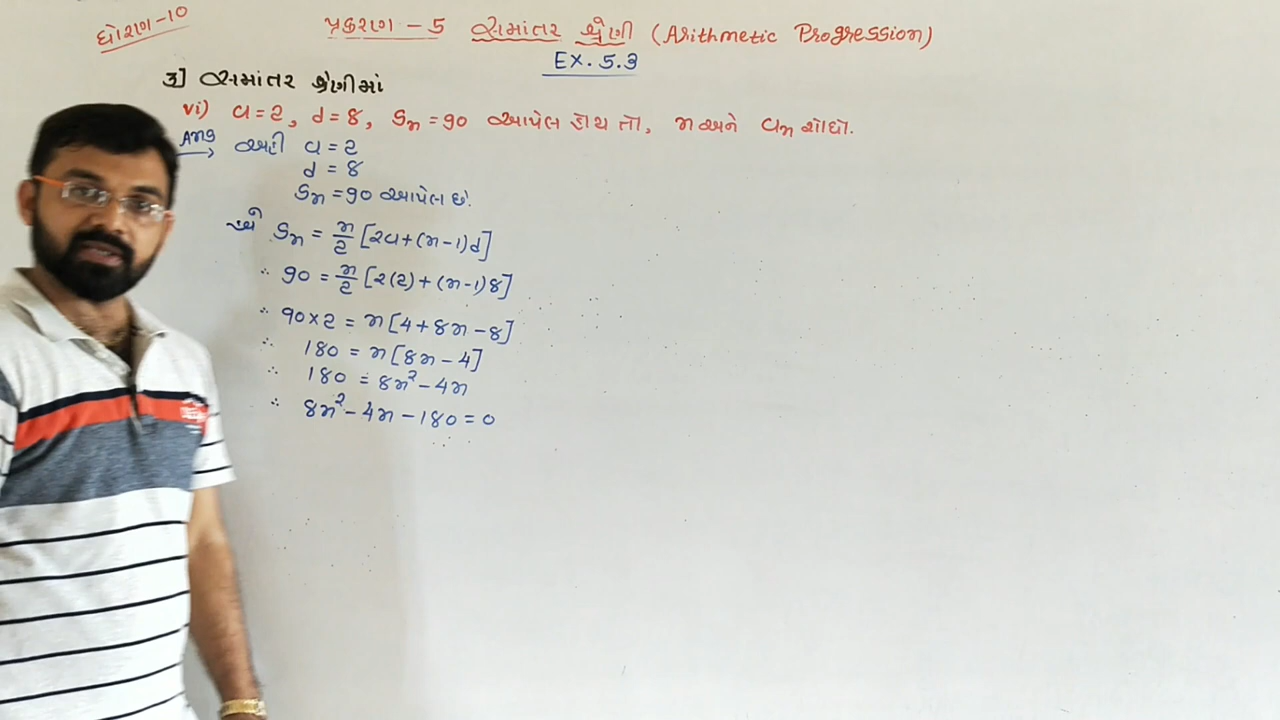 ધોરણ-10
પ્રકરણ - 5 સમાંતર શ્રેણી (Arithmetic Progression)
EX. 5.3
3] સમાંતર શ્રેણીમાં
vi) a=2, d=8, Sn=90 આપેલ હોય તો, n અને an શોધો.
Ans → અહી a=2
d=8
Sn=90 આપેલ છે.
Sn = n/2 [2a+(n-1)d]
∴ 90 = n/2 [2(2)+(n-1)8]
∴ 90×2 = n[4+8n-8]
∴ 180 = n[8n-4]
∴ 180 = 8n²-4n
∴ 8n²-4n-180=0